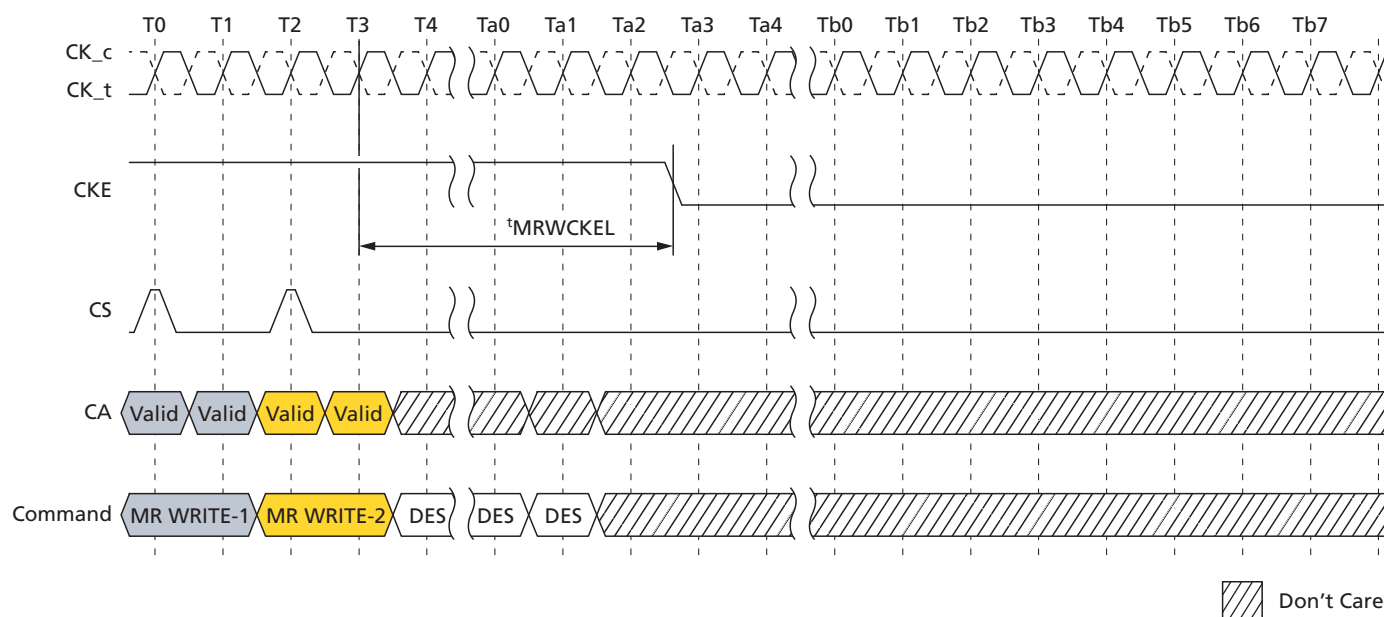 T0 T1 T2 T3 T4 Ta0 Ta1 Ta2 Ta3 Ta4 Tb0 Tb1 Tb2 Tb3 Tb4 Tb5 Tb6 Tb7
CK_c
CK_t
CKE
tMRWCKEL
CS
CA Valid Valid Valid Valid
Command MR WRITE-1 MR WRITE-2 DES DES DES
Don't Care